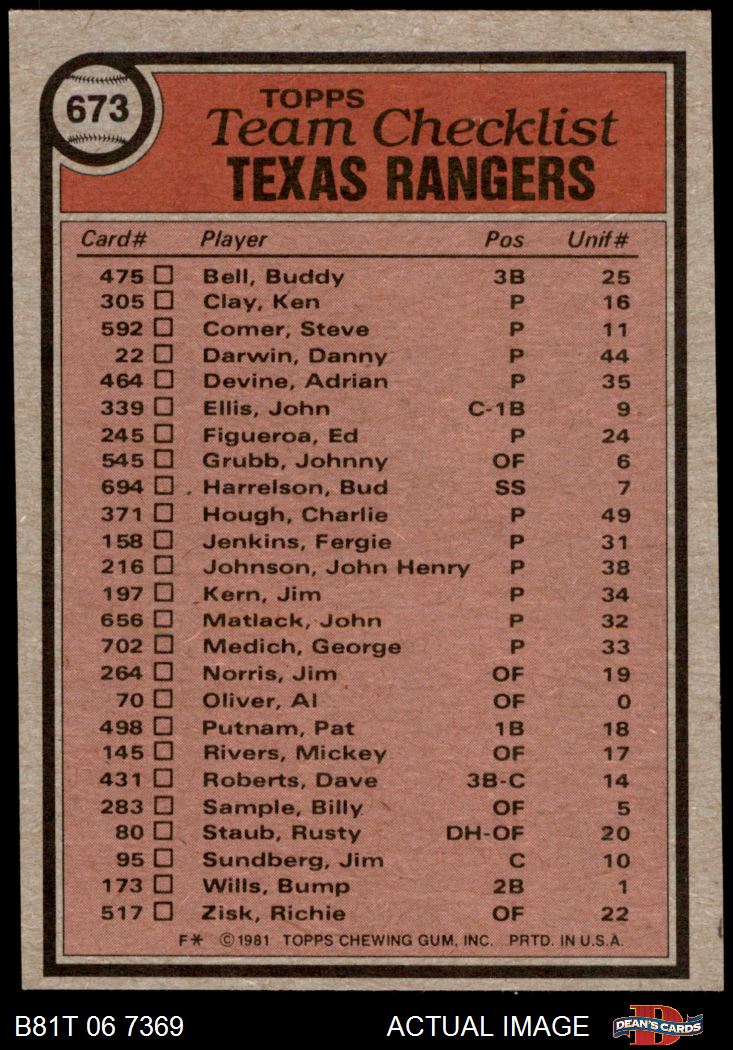 673
TOPPS
Team Checklist
TEXAS RANGERS
Card# Player Pos Unif#
475 Bell, Buddy 3B 25
305 Clay, Ken P 16
592 Comer, Steve P 11
22 Darwin, Danny P 44
464 Devine, Adrian P 35
339 Ellis, John C-1B 9
245 Figueroa, Ed P 24
545 Grubb, Johnny OF 6
694 Harrelson, Bud SS 7
371 Hough, Charlie P 49
158 Jenkins, Fergie P 31
216 Johnson, John Henry P 38
197 Kern, Jim P 34
656 Matlack, John P 32
702 Medich, George P 33
264 Norris, Jim OF 19
70 Oliver, Al OF 0
498 Putnam, Pat 1B 18
145 Rivers, Mickey OF 17
431 Roberts, Dave 3B-C 14
283 Sample, Billy OF 5
80 Staub, Rusty DH-OF 20
95 Sundberg, Jim C 10
173 Wills, Bump 2B 1
517 Zisk, Richie OF 22
F* ©1981 TOPPS CHEWING GUM, INC. PRTD. IN U.S.A.
B81T 06 7369 ACTUAL IMAGE DEAN'S CARDS